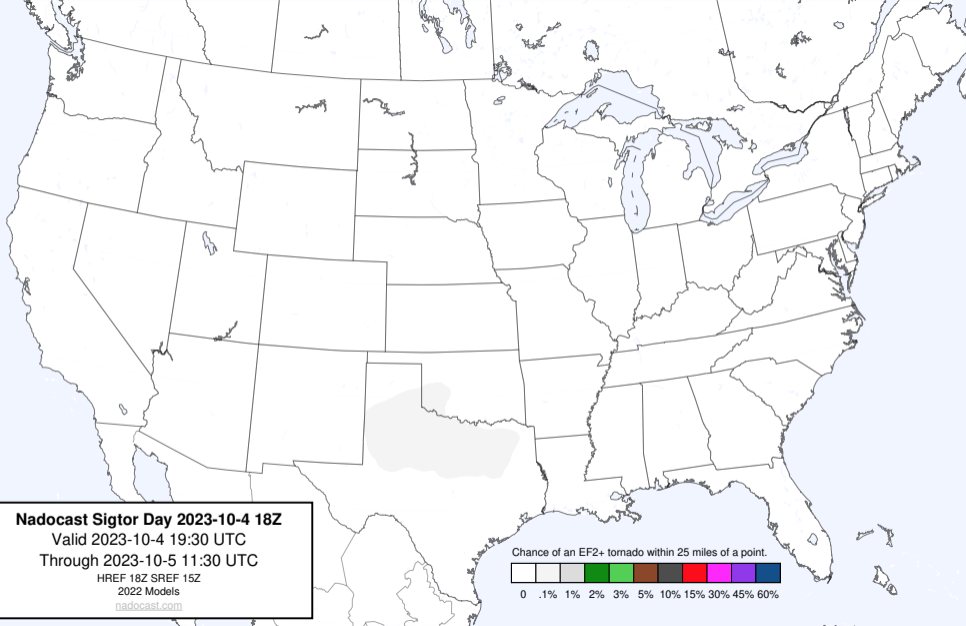 Nadocast Sigtor Day 2023-10-4 18Z
Valid 2023-10-4 19:30 UTC
Through 2023-10-5 11:30 UTC
HREF 18Z SREF 15Z
2022 Models
nadocast.com
Chance of an EF2+ tornado within 25 miles of a point.
0 .1% 1% 2% 3% 5% 10% 15% 30% 45% 60%